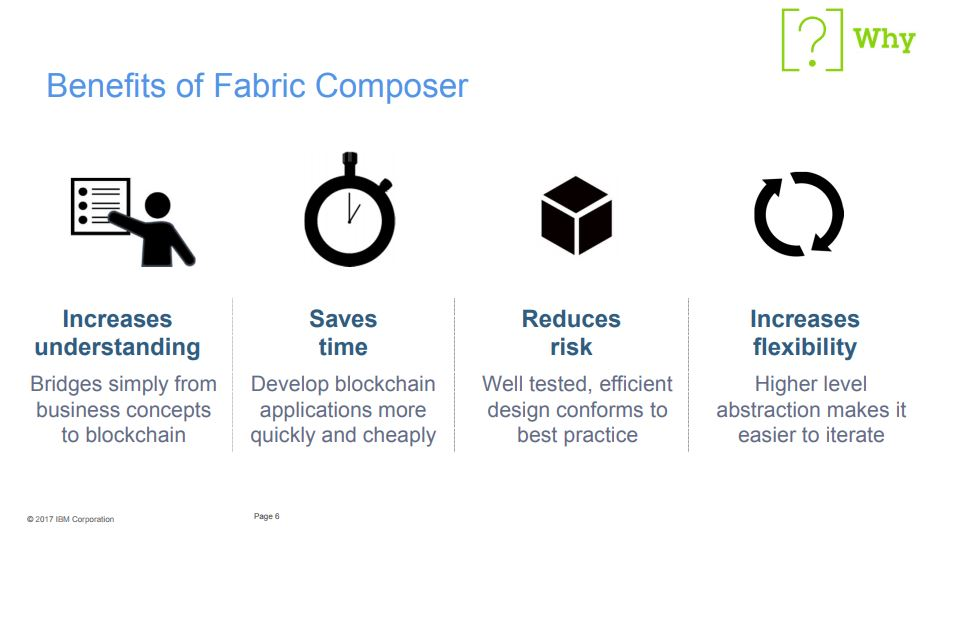 [?] Why
Benefits of Fabric Composer
Increases
understanding
Bridges simply from
business concepts
to blockchain
Saves
time
Develop blockchain
applications more
quickly and cheaply
Reduces
risk
Well tested, efficient
design conforms to
best practice
Increases
flexibility
Higher level
abstraction makes it
easier to iterate
© 2017 IBM Corporation
Page 6